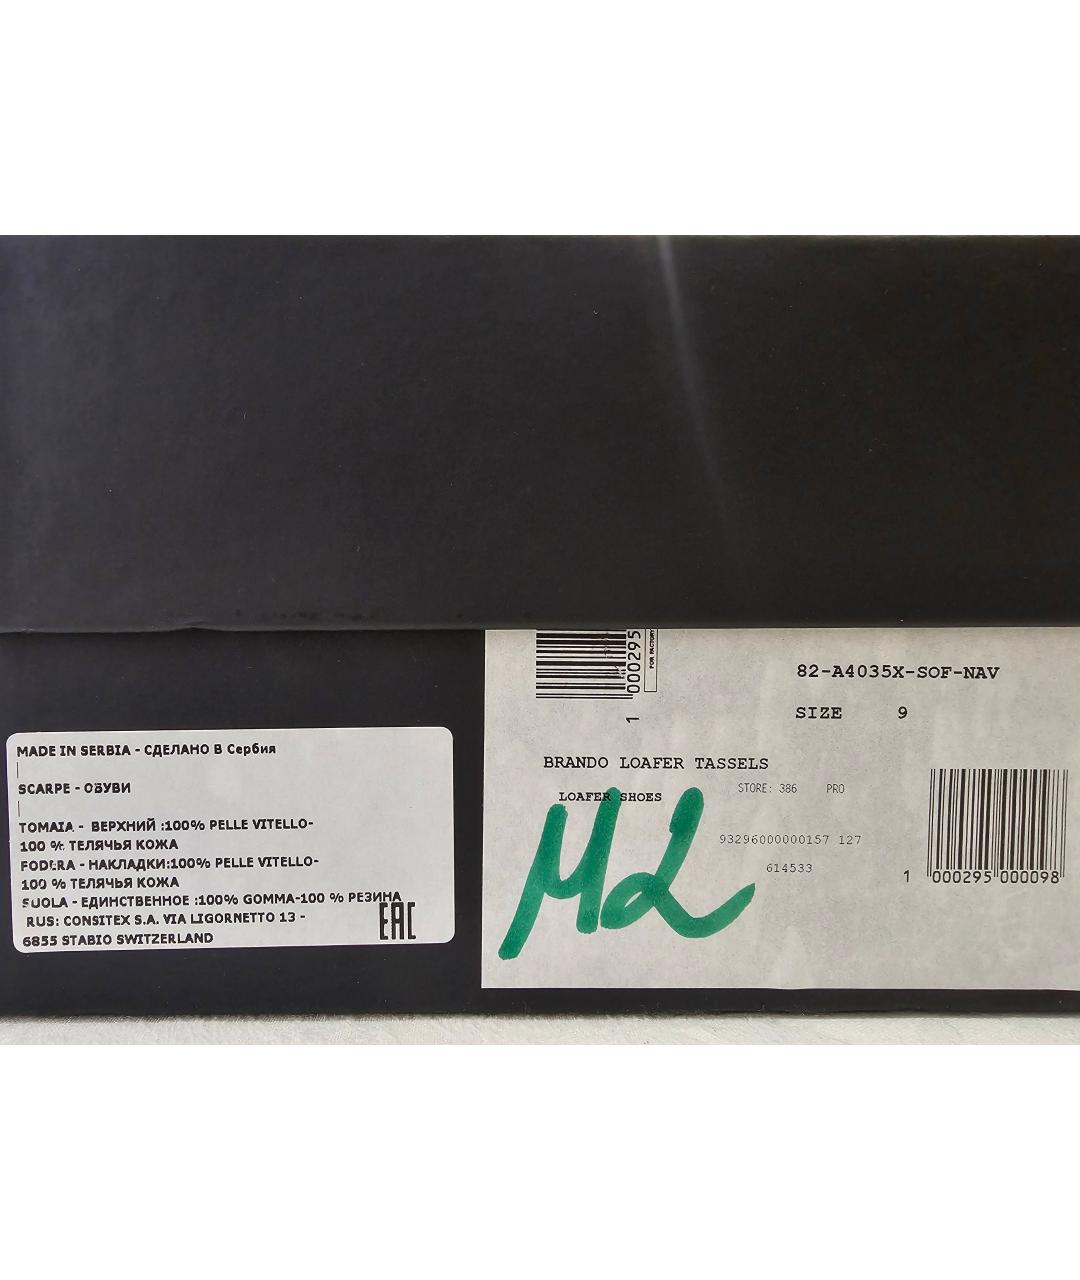 MADE IN SERBIA - СДЕЛАНО В Сербия
SCARPE - ОБУВИ
TOMAIA - ВЕРХНИЙ :100% PELLE VITELLO-
100 % ТЕЛЯЧЬЯ КОЖА
FODERA - НАКЛАДКИ:100% PELLE VITELLO-
100 % ТЕЛЯЧЬЯ КОЖА
SUOLA - ЕДИНСТВЕННОЕ :100% GOMMA-100 % РЕЗИНА
RUS: CONSITEX S.A. VIA LIGORNETTO 13 -
6855 STABIO SWITZERLAND
EAC
1 000295
FOR FACTORY
82-A4035X-SOF-NAV
SIZE 9
BRANDO LOAFER TASSELS
LOAFER SHOES
STORE: 386 PRO
93296000000157 127
614533
1 000295 000098